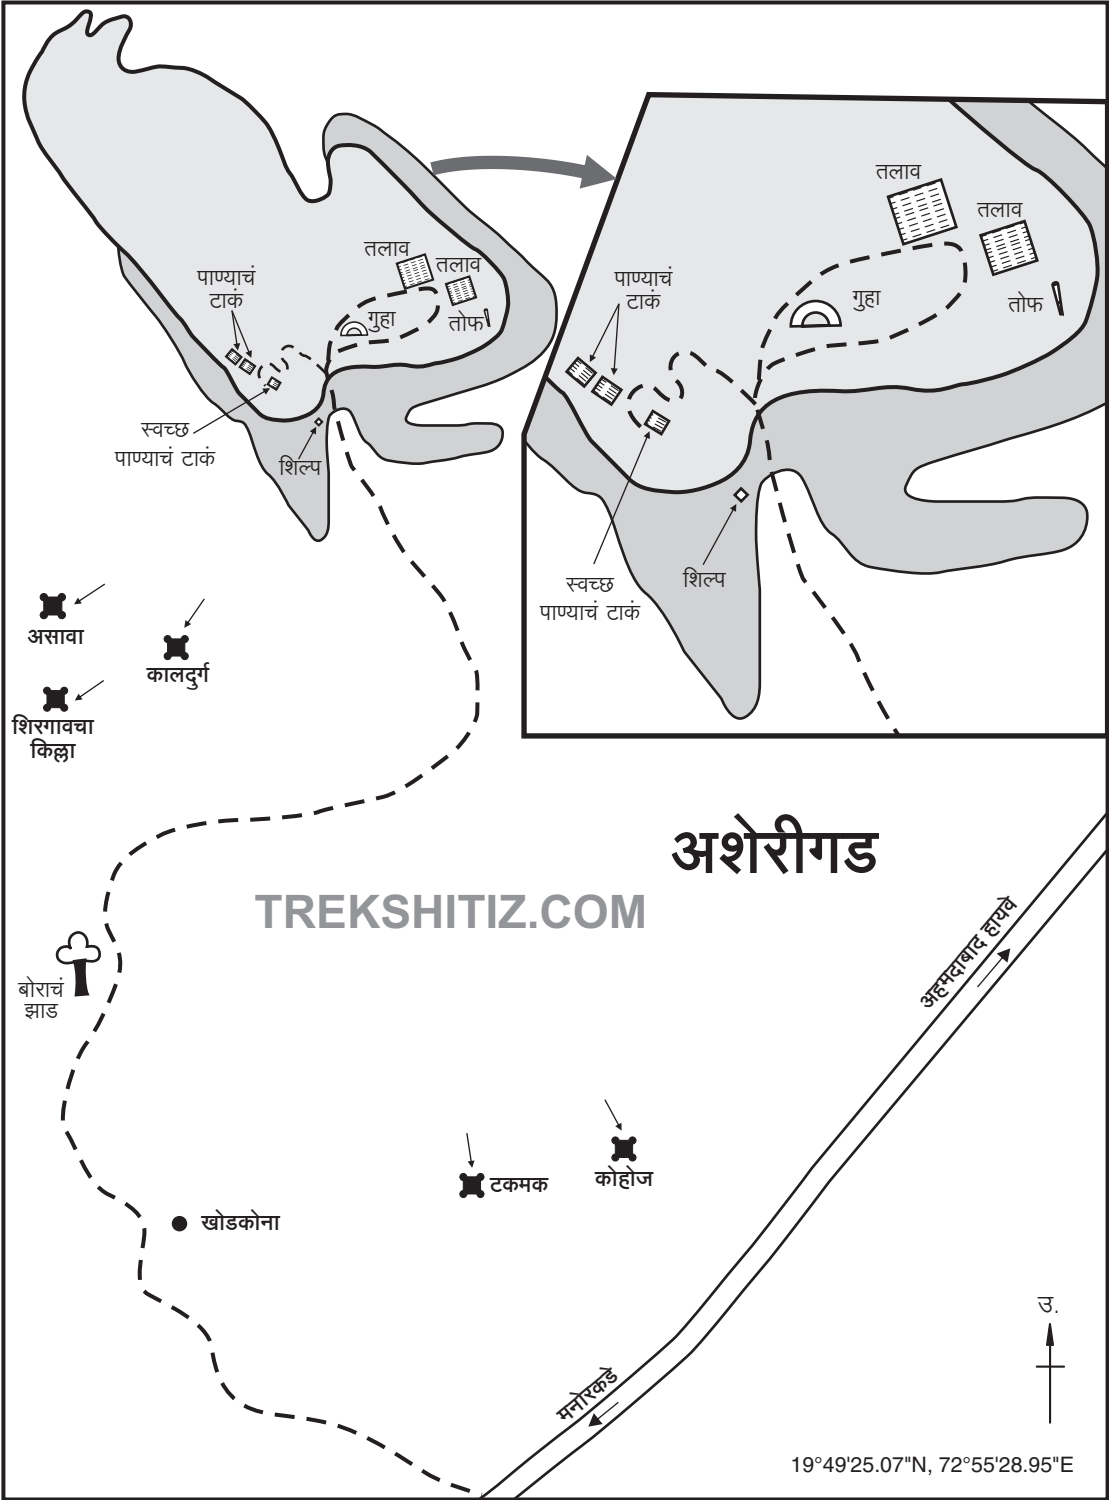 तलाव
तलाव
पाण्याचं
टाकं
गुहा
तोफ
स्वच्छ
पाण्याचं टाकं
शिल्प
तलाव
तलाव
पाण्याचं
टाकं
गुहा
तोफ
स्वच्छ
पाण्याचं टाकं
शिल्प
असावा
कालदुर्ग
शिरगावचा
किल्ला
अशेरीगड
TREKSHITIZ.COM
अहमदाबाद हायवे
बोराचं
झाड
टकमक
कोहोज
खोडकोना
मनोरकडे
उ.
19°49'25.07"N, 72°55'28.95"E